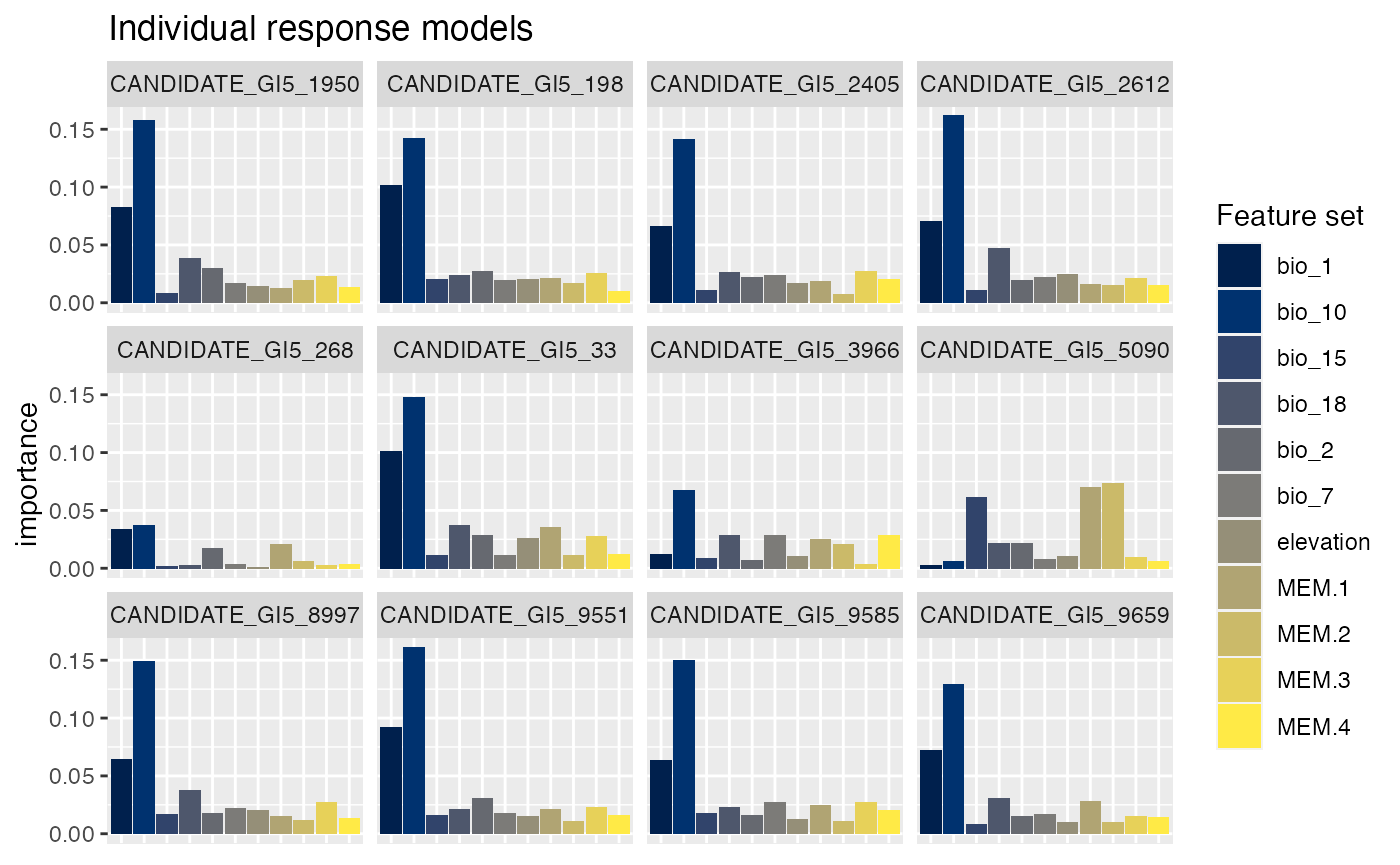 Individual response models
CANDIDATE_GI5_1950 CANDIDATE_GI5_198 CANDIDATE_GI5_2405 CANDIDATE_GI5_2612
0.15
0.10
0.05
0.00
CANDIDATE_GI5_268 CANDIDATE_GI5_33 CANDIDATE_GI5_3966 CANDIDATE_GI5_5090
0.15
0.10
0.05
0.00
CANDIDATE_GI5_8997 CANDIDATE_GI5_9551 CANDIDATE_GI5_9585 CANDIDATE_GI5_9659
0.15
0.10
0.05
0.00
importance
Feature set
bio_1
bio_10
bio_15
bio_18
bio_2
bio_7
elevation
MEM.1
MEM.2
MEM.3
MEM.4